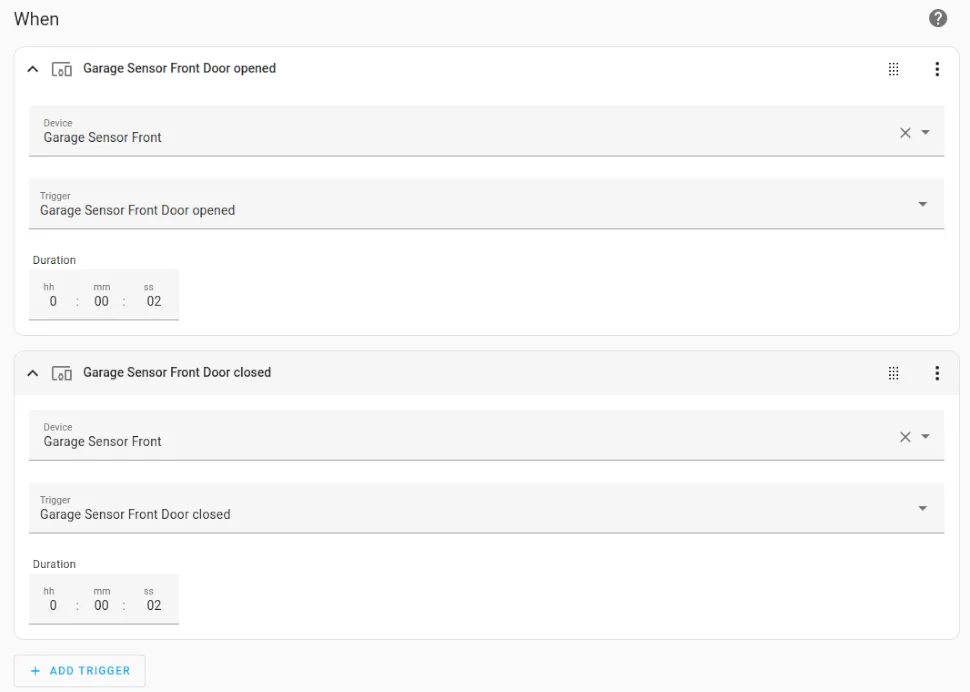 When
Garage Sensor Front Door opened
Device
Garage Sensor Front
Trigger
Garage Sensor Front Door opened
Duration
hh mm ss
0 : 00 : 02
Garage Sensor Front Door closed
Device
Garage Sensor Front
Trigger
Garage Sensor Front Door closed
Duration
hh mm ss
0 : 00 : 02
+ ADD TRIGGER